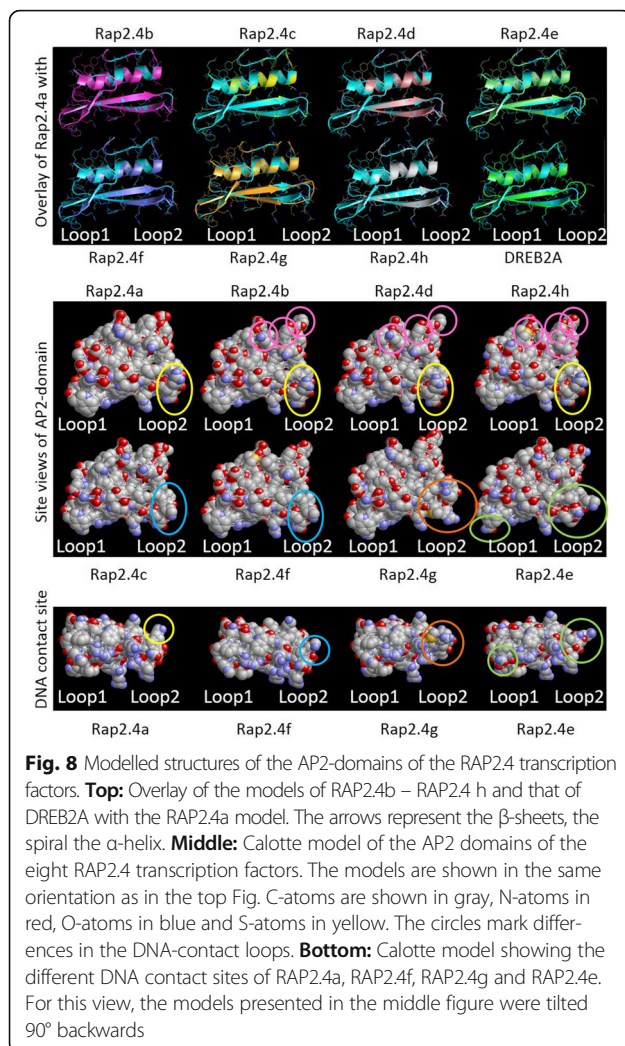 Rap2.4b Rap2.4c Rap2.4d Rap2.4e
Overlay of Rap2.4a with
Loop1 Loop2 Loop1 Loop2 Loop1 Loop2 Loop1 Loop2
Rap2.4f Rap2.4g Rap2.4h DREB2A
Rap2.4a Rap2.4b Rap2.4d Rap2.4h
Site views of AP2-domain
Loop1 Loop2 Loop1 Loop2 Loop1 Loop2 Loop1 Loop2
Loop1 Loop2 Loop1 Loop2 Loop1 Loop2 Loop1 Loop2
Rap2.4c Rap2.4f Rap2.4g Rap2.4e
DNA contact site
Loop1 Loop2 Loop1 Loop2 Loop1 Loop2 Loop1 Loop2
Rap2.4a Rap2.4f Rap2.4g Rap2.4e
Fig. 8 Modelled structures of the AP2-domains of the RAP2.4 transcription
factors. Top: Overlay of the models of RAP2.4b – RAP2.4 h and that of
DREB2A with the RAP2.4a model. The arrows represent the β-sheets, the
spiral the α-helix. Middle: Calotte model of the AP2 domains of the
eight RAP2.4 transcription factors. The models are shown in the same
orientation as in the top Fig. C-atoms are shown in gray, N-atoms in
red, O-atoms in blue and S-atoms in yellow. The circles mark differ-
ences in the DNA-contact loops. Bottom: Calotte model showing the
different DNA contact sites of RAP2.4a, RAP2.4f, RAP2.4g and RAP2.4e.
For this view, the models presented in the middle figure were tilted
90° backwards